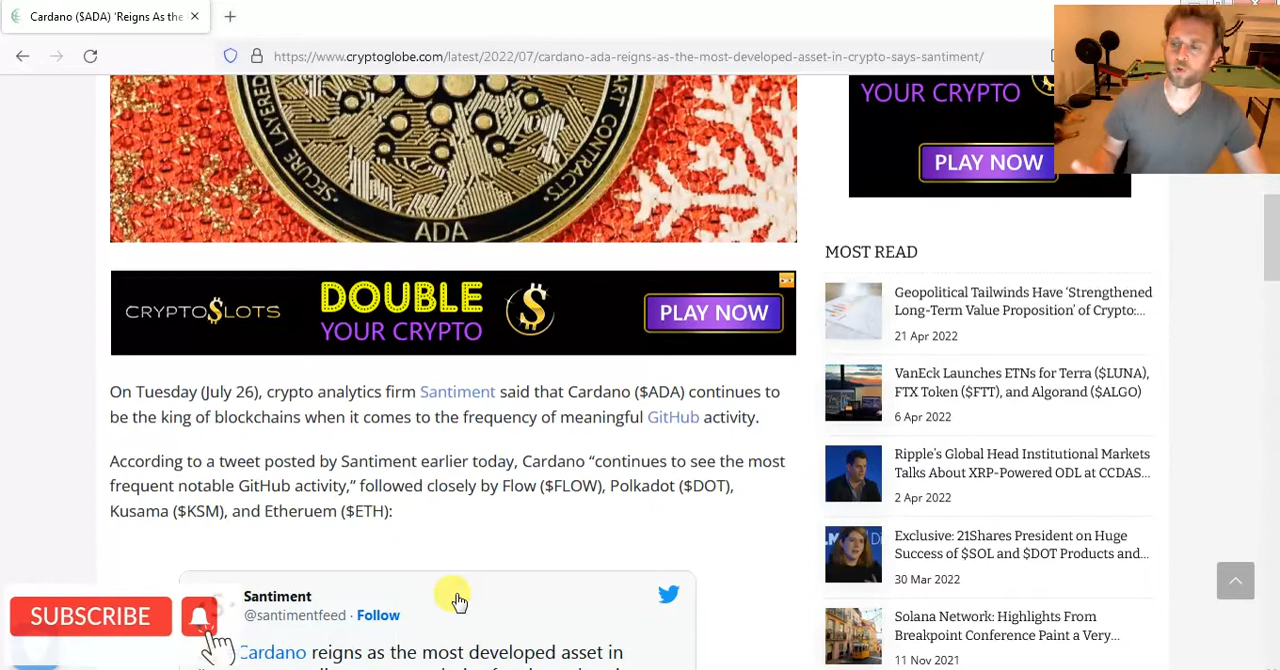 Cardano ($ADA) 'Reigns As the
https://www.cryptoglobe.com/latest/2022/07/cardano-ada-reigns-as-the-most-developed-asset-in-crypto-says-santiment/
SECURE LAYERED
ART CONTRACTS
ADA
YOUR CRYPTO
PLAY NOW
CRYPTO$LOTS
DOUBLE
YOUR CRYPTO
PLAY NOW
On Tuesday (July 26), crypto analytics firm Santiment said that Cardano ($ADA) continues to
be the king of blockchains when it comes to the frequency of meaningful GitHub activity.
According to a tweet posted by Santiment earlier today, Cardano “continues to see the most
frequent notable GitHub activity,” followed closely by Flow ($FLOW), Polkadot ($DOT),
Kusama ($KSM), and Etheruem ($ETH):
Santiment
@santimentfeed · Follow
Cardano reigns as the most developed asset in
SUBSCRIBE
MOST READ
Geopolitical Tailwinds Have ‘Strengthened
Long-Term Value Proposition’ of Crypto:...
21 Apr 2022
VanEck Launches ETNs for Terra ($LUNA),
FTX Token ($FTT), and Algorand ($ALGO)
6 Apr 2022
Ripple’s Global Head Institutional Markets
Talks About XRP-Powered ODL at CCDAS...
2 Apr 2022
Exclusive: 21Shares President on Huge
Success of $SOL and $DOT Products and...
30 Mar 2022
Solana Network: Highlights From
Breakpoint Conference Paint a Very...
11 Nov 2021